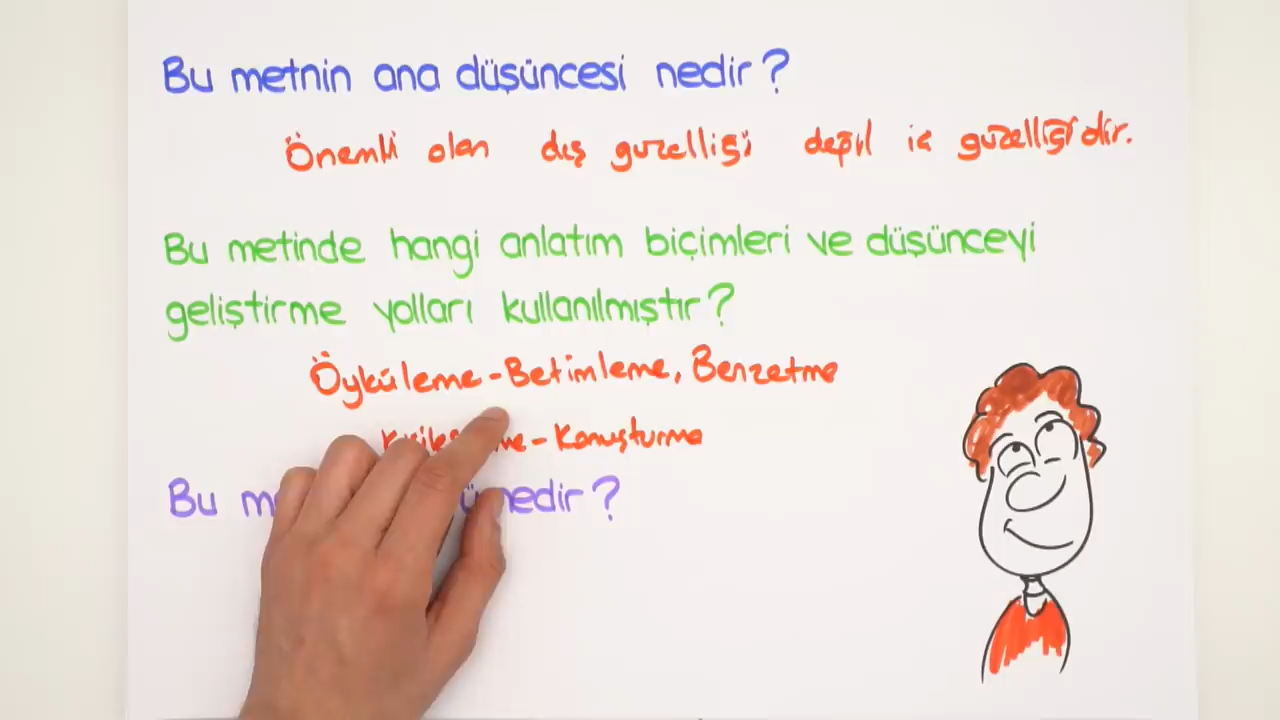 Bu metnin ana düşüncesi nedir?
Önemli olan dış güzelliği değil iç güzelliğidir.
Bu metinde hangi anlatım biçimleri ve düşünceyi
geliştirme yolları kullanılmıştır?
Öyküleme-Betimleme, Benzetme
-Konuşturma
Bu nedir?